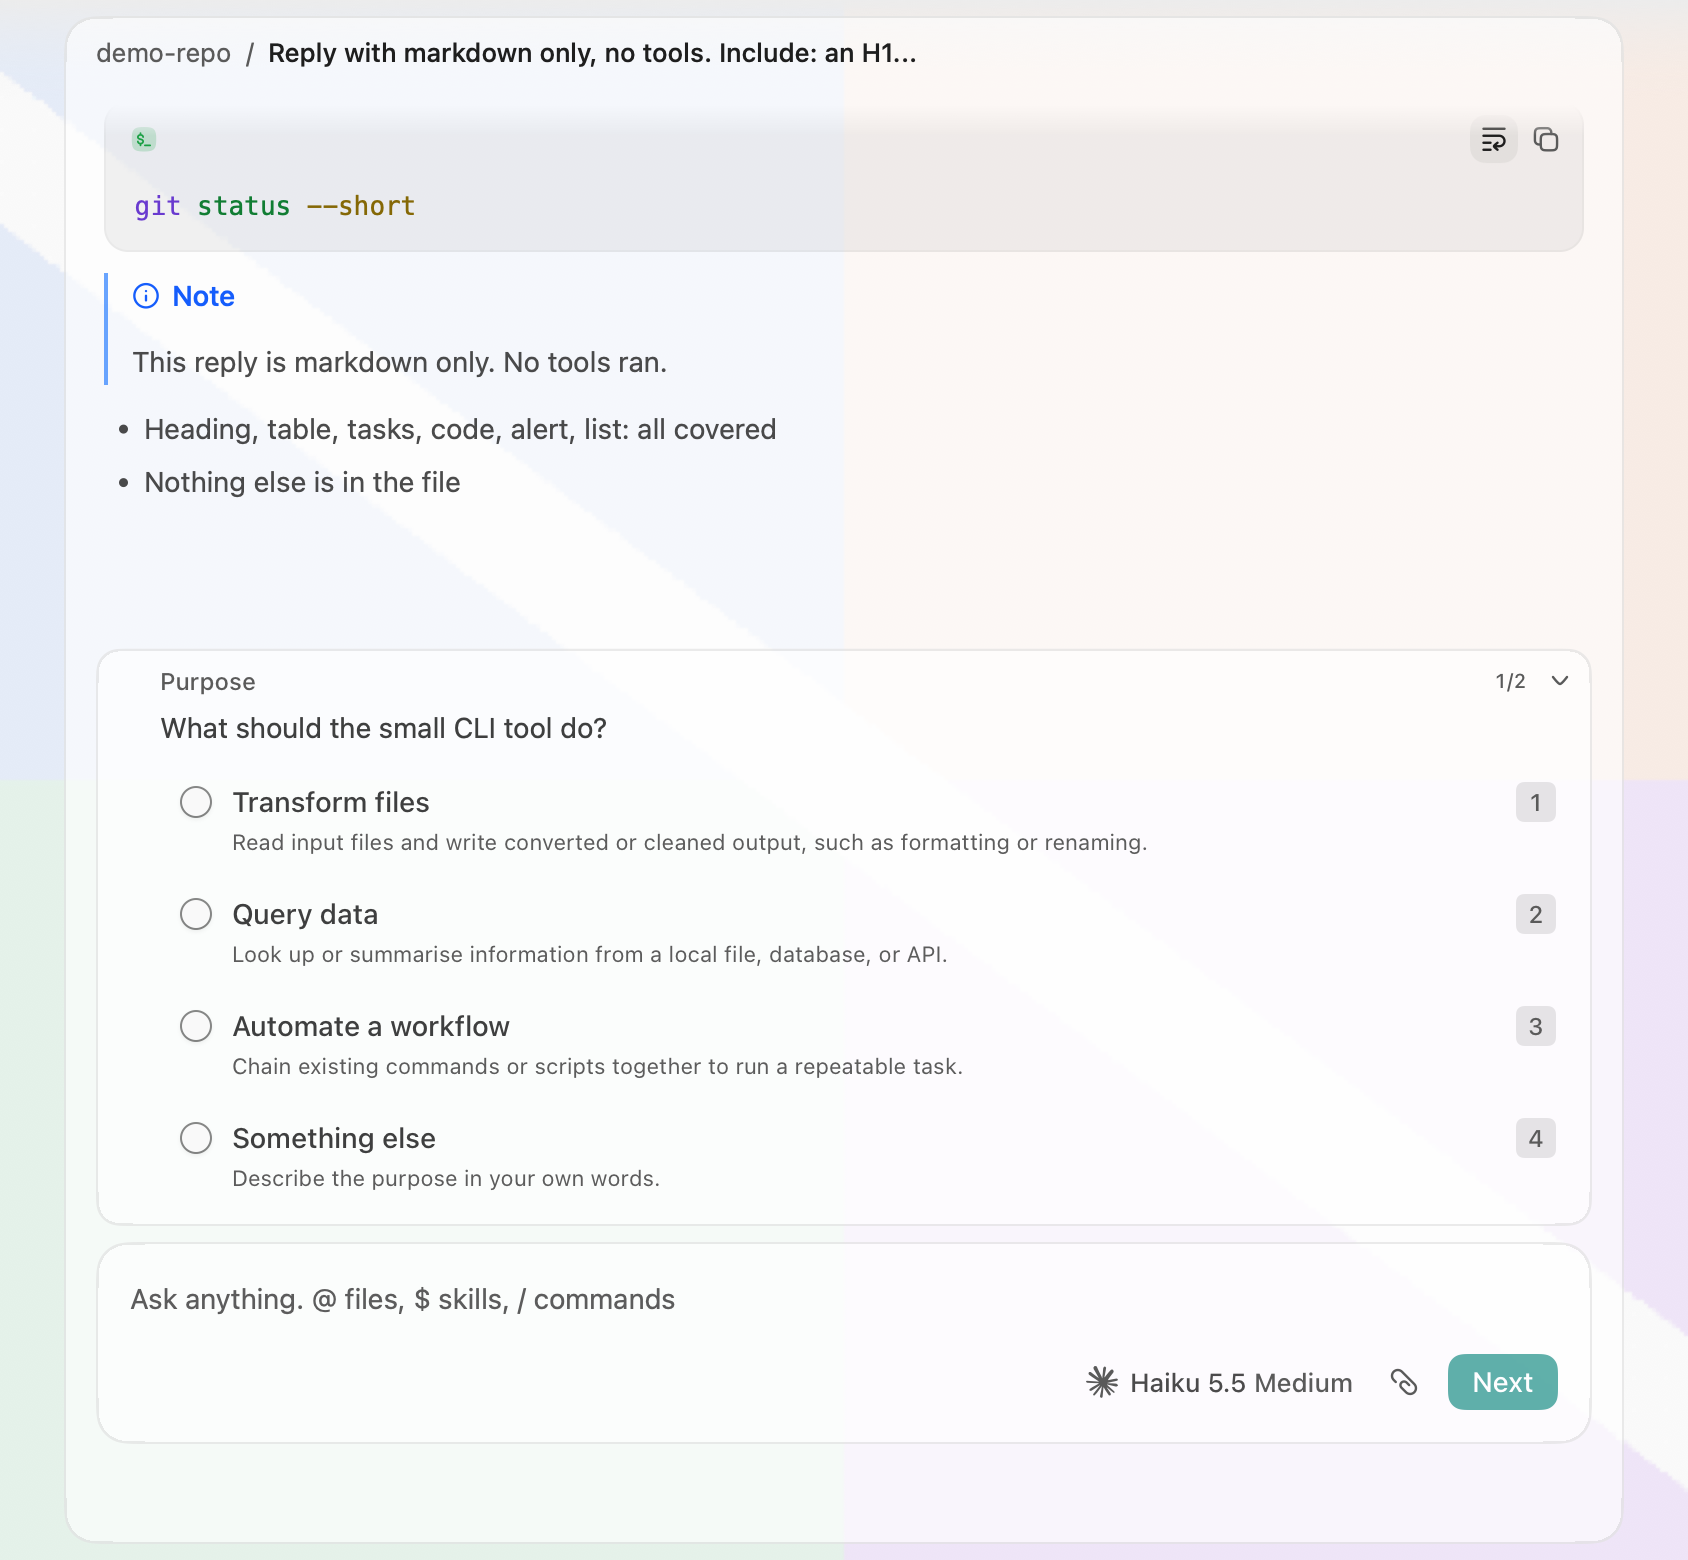 demo-repo / Reply with markdown only, no tools. Include: an H1...
$_
git status --short
Note
This reply is markdown only. No tools ran.
• Heading, table, tasks, code, alert, list: all covered
• Nothing else is in the file
Purpose 1/2
What should the small CLI tool do?
Transform files 1
Read input files and write converted or cleaned output, such as formatting or renaming.
Query data 2
Look up or summarise information from a local file, database, or API.
Automate a workflow 3
Chain existing commands or scripts together to run a repeatable task.
Something else 4
Describe the purpose in your own words.
Ask anything. @ files, $ skills, / commands
Haiku 5.5 Medium Next